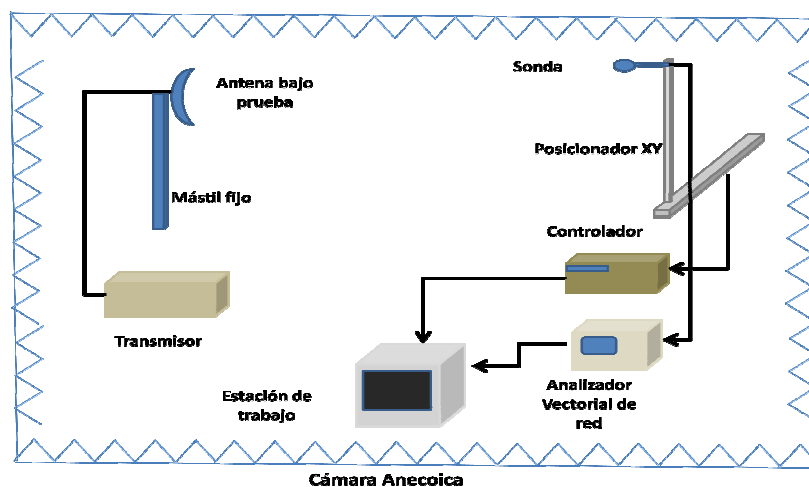 Antena bajo
prueba
Sonda
Posicionador XY
Mástil fijo
Controlador
Transmisor
Estación de
trabajo
Analizador
Vectorial de
red
Cámara Anecoica